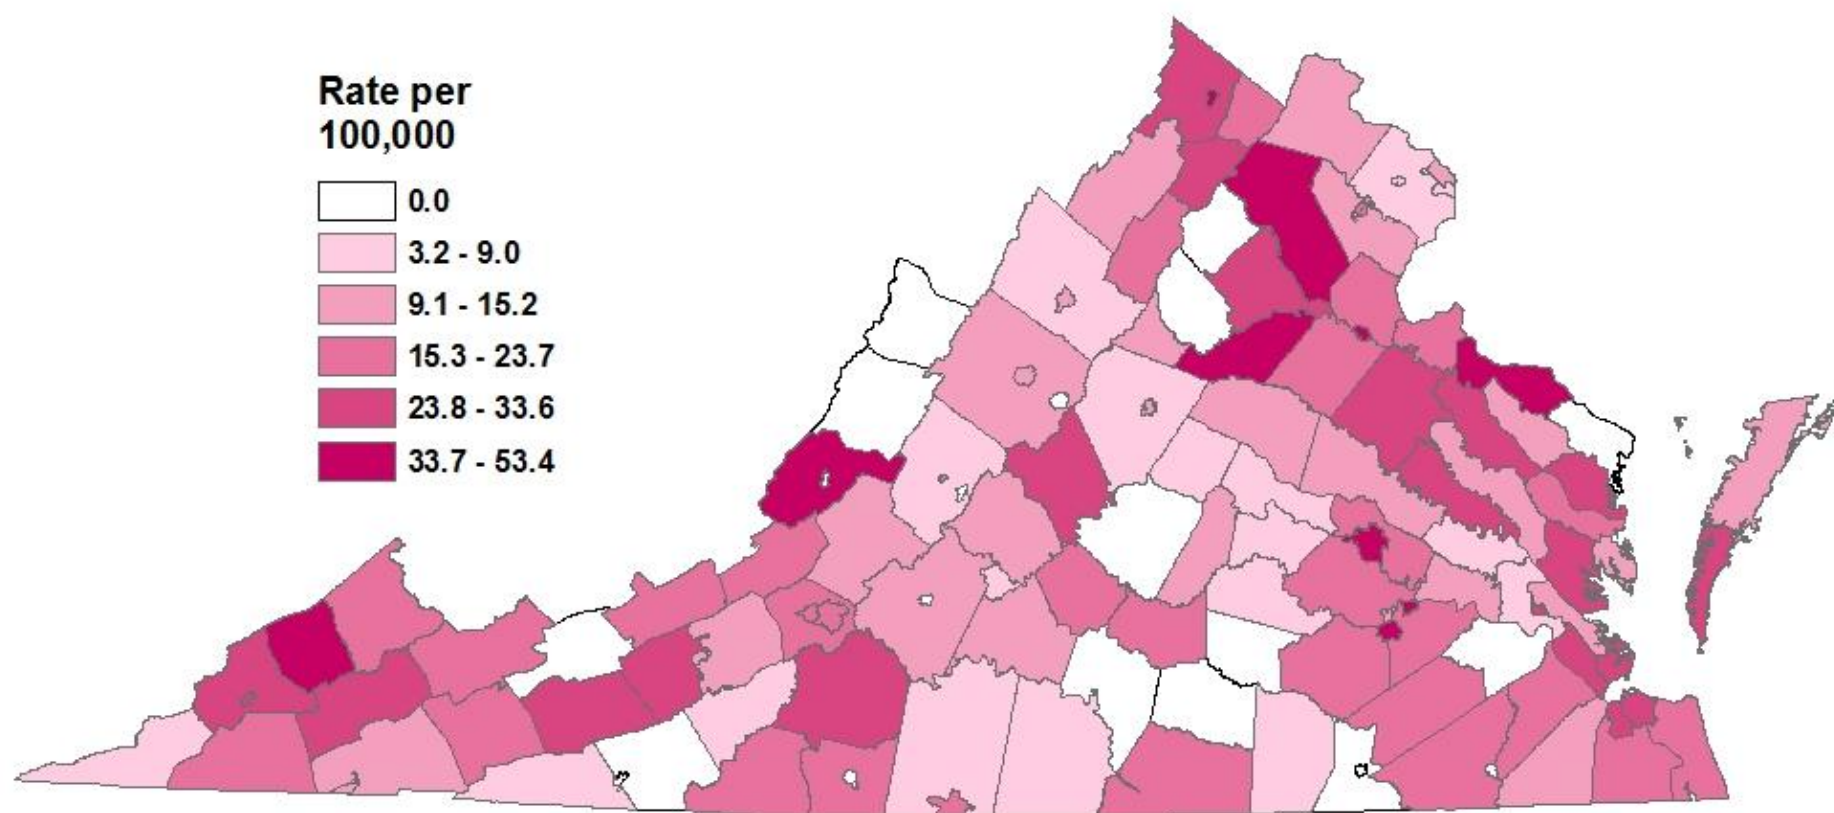 Rate per
100,000
0.0
3.2 - 9.0
9.1 - 15.2
15.3 - 23.7
23.8 - 33.6
33.7 - 53.4